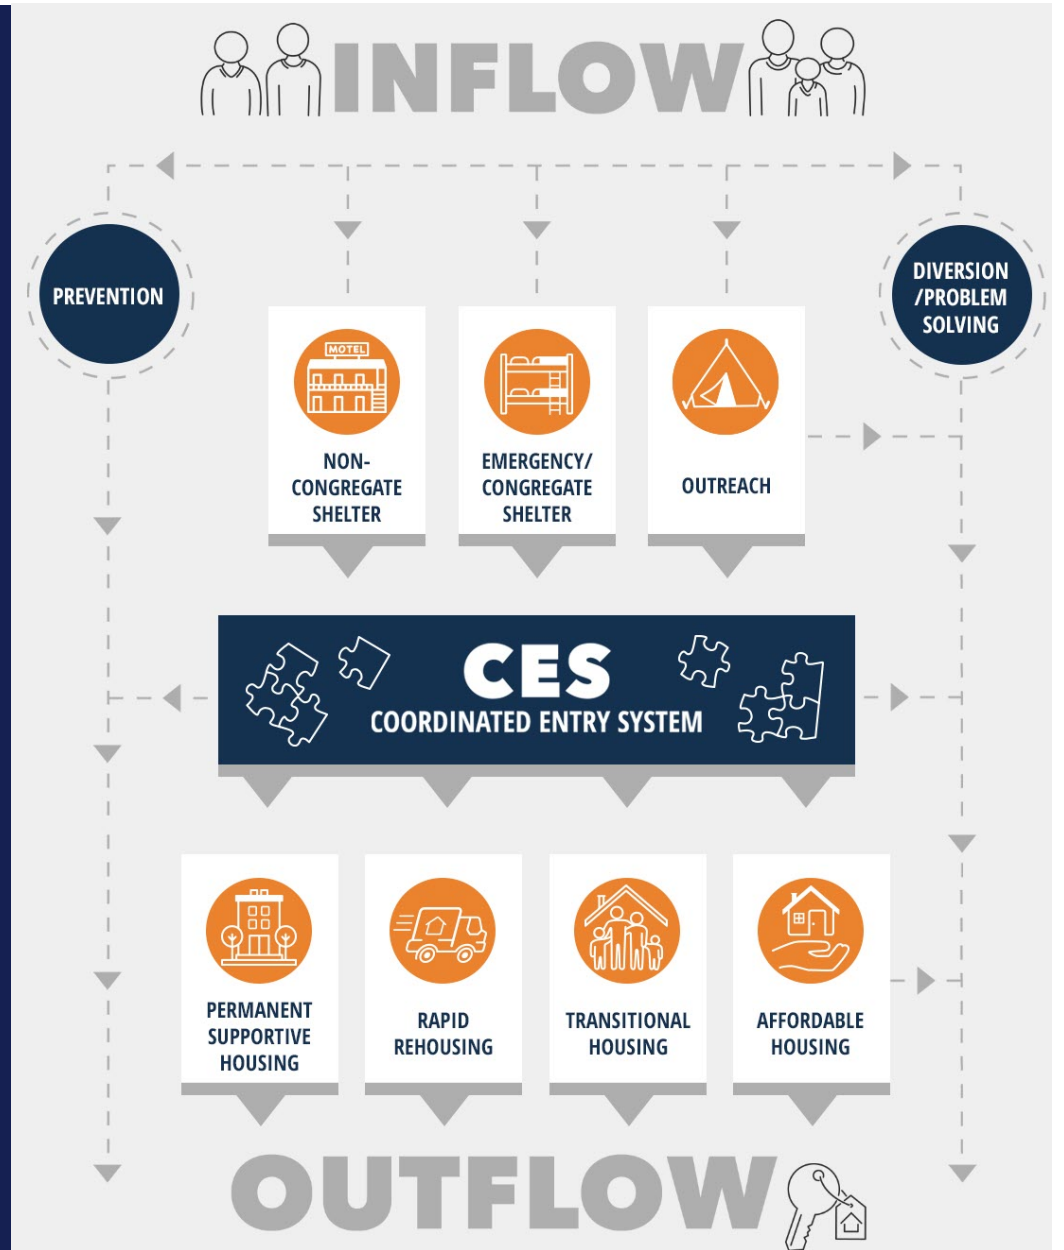 INFLOW
PREVENTION
DIVERSION
/PROBLEM
SOLVING
MOTEL
NON-
CONGREGATE
SHELTER
EMERGENCY/
CONGREGATE
SHELTER
OUTREACH
CES
COORDINATED ENTRY SYSTEM
PERMANENT
SUPPORTIVE
HOUSING
RAPID
REHOUSING
TRANSITIONAL
HOUSING
AFFORDABLE
HOUSING
OUTFLOW